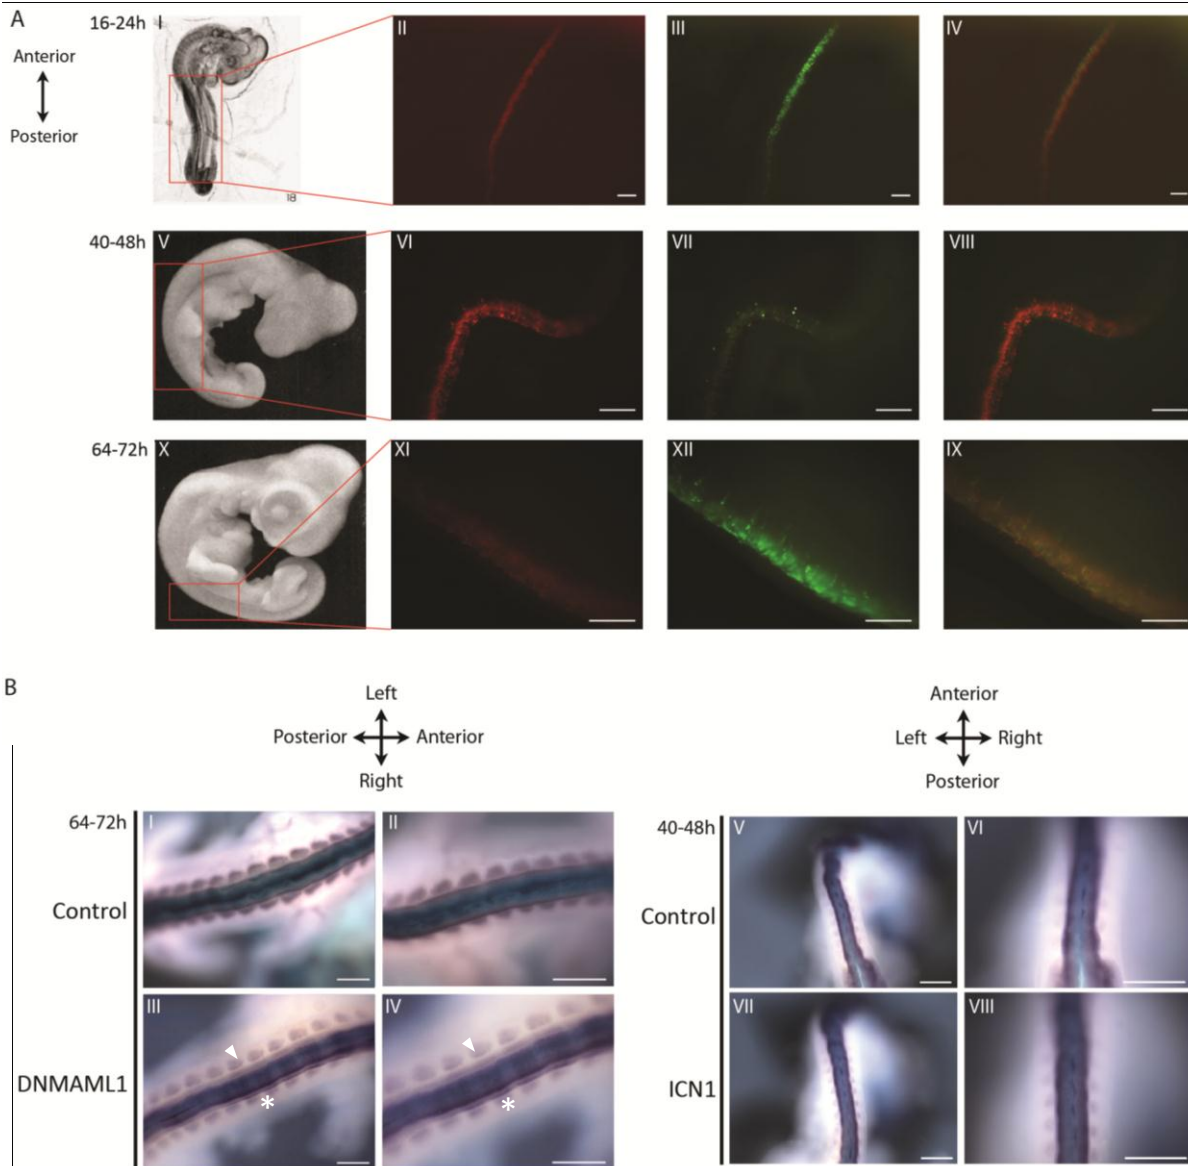 A
16-24h
I
II
III
IV
Anterior
Posterior
18
40-48h
V
VI
VII
VIII
64-72h
X
XI
XII
IX
B
Left
Posterior
Anterior
Right
Anterior
Left
Right
Posterior
64-72h
I
II
Control
III
IV
DNMAML1
*
*
40-48h
V
VI
Control
VII
VIII
ICN1